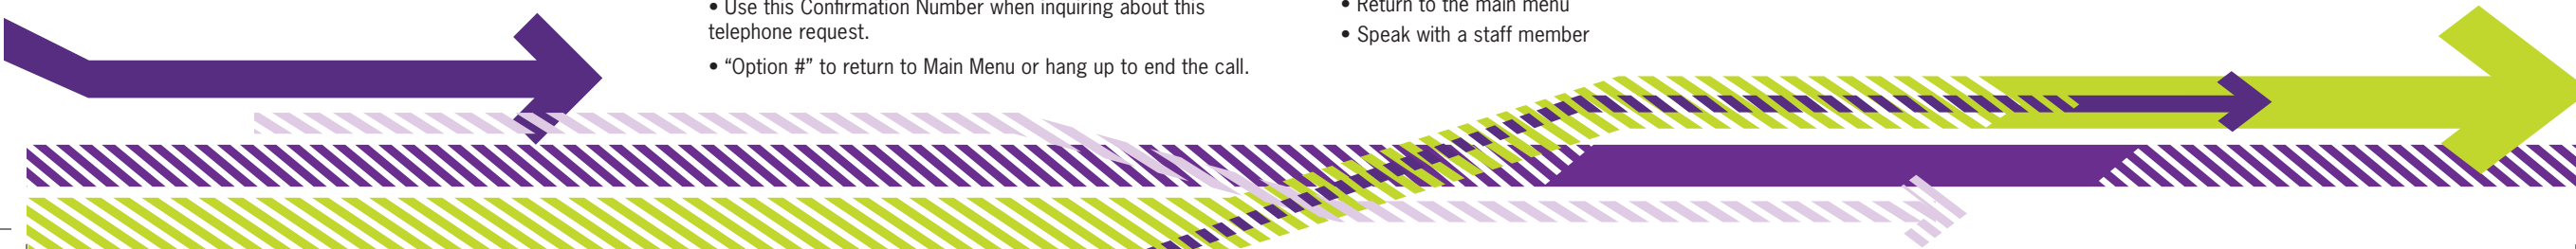 • Use this Confirmation Number when inquiring about this
telephone request.
• “Option #” to return to Main Menu or hang up to end the call.
• Return to the main menu
• Speak with a staff member